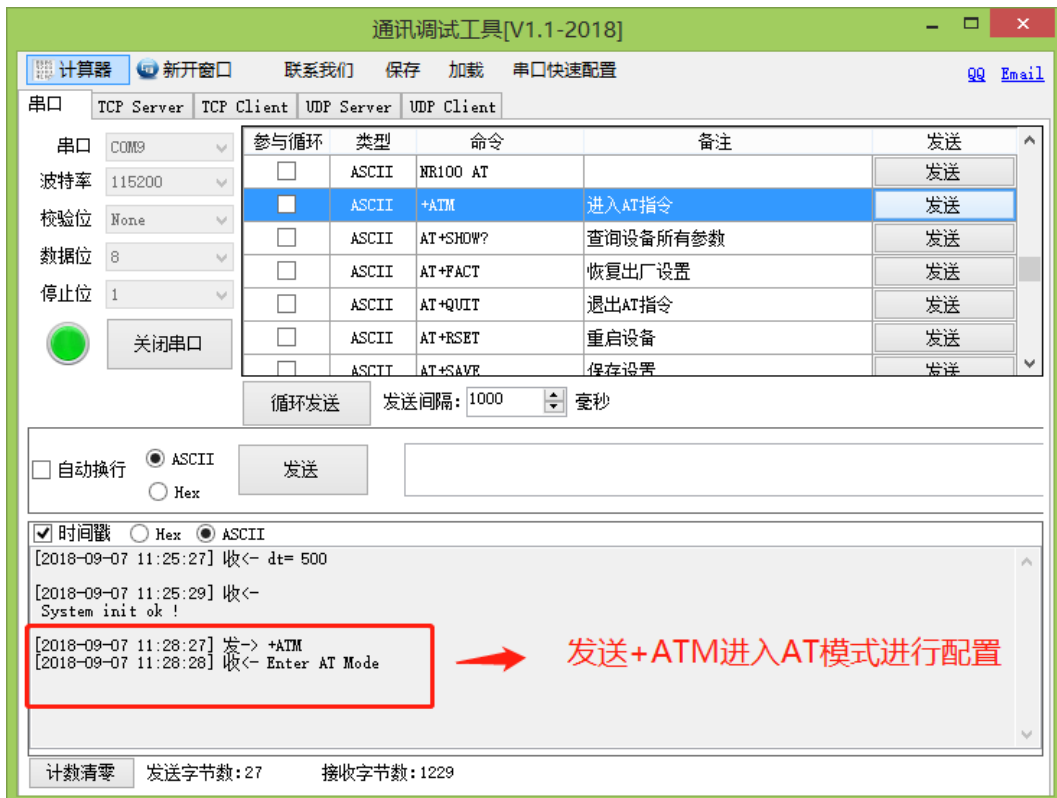 通讯调试工具[V1.1-2018]
计算器 新开窗口 联系我们 保存 加载 串口快速配置 QQ Email
串口 TCP Server TCP Client UDP Server UDP Client
串口 COM9
波特率 115200
校验位 None
数据位 8
停止位 1
关闭串口
参与循环 类型 命令 备注 发送
ASCII NR100 AT 发送
ASCII +ATM 进入AT指令 发送
ASCII AT+SHOW? 查询设备所有参数 发送
ASCII AT+FACT 恢复出厂设置 发送
ASCII AT+QUIT 退出AT指令 发送
ASCII AT+RSET 重启设备 发送
ASCII AT+SAVE 保存设置 发送
循环发送 发送间隔: 1000 毫秒
自动换行 ASCII Hex 发送
时间戳 Hex ASCII
[2018-09-07 11:25:27] 收<- dt= 500
[2018-09-07 11:25:29] 收<-
System init ok !
[2018-09-07 11:28:27] 发-> +ATM
[2018-09-07 11:28:28] 收<- Enter AT Mode
发送+ATM进入AT模式进行配置
计数清零 发送字节数:27 接收字节数:1229